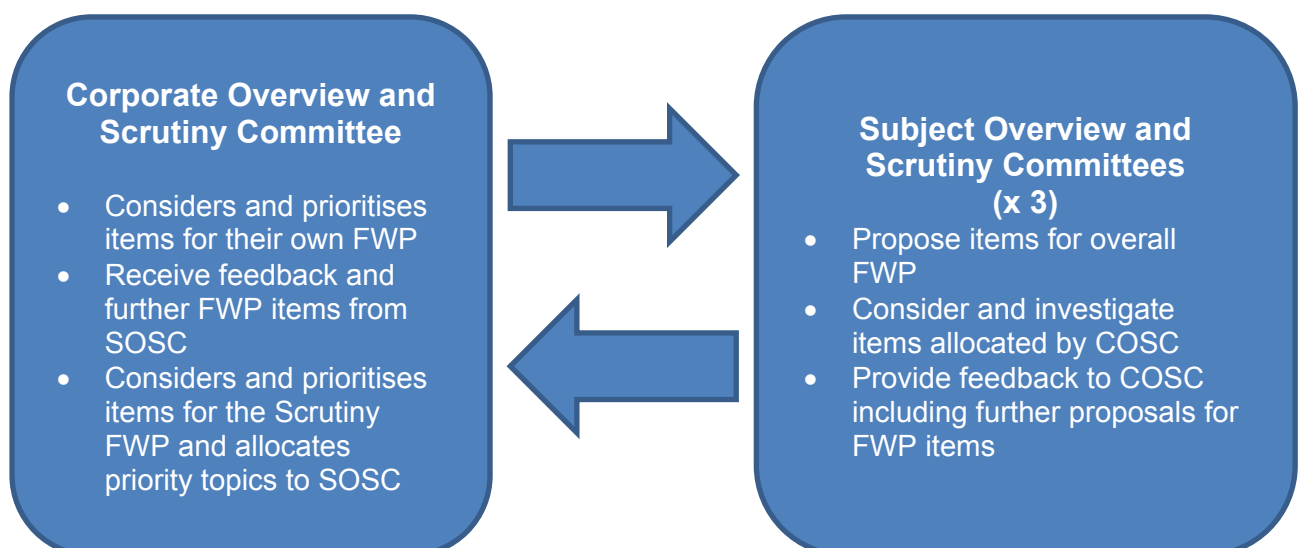 Corporate Overview and
Scrutiny Committee
• Considers and prioritises
items for their own FWP
• Receive feedback and
further FWP items from
SOSC
• Considers and prioritises
items for the Scrutiny
FWP and allocates
priority topics to SOSC
Subject Overview and
Scrutiny Committees
(x 3)
• Propose items for overall
FWP
• Consider and investigate
items allocated by COSC
• Provide feedback to COSC
including further proposals for
FWP items